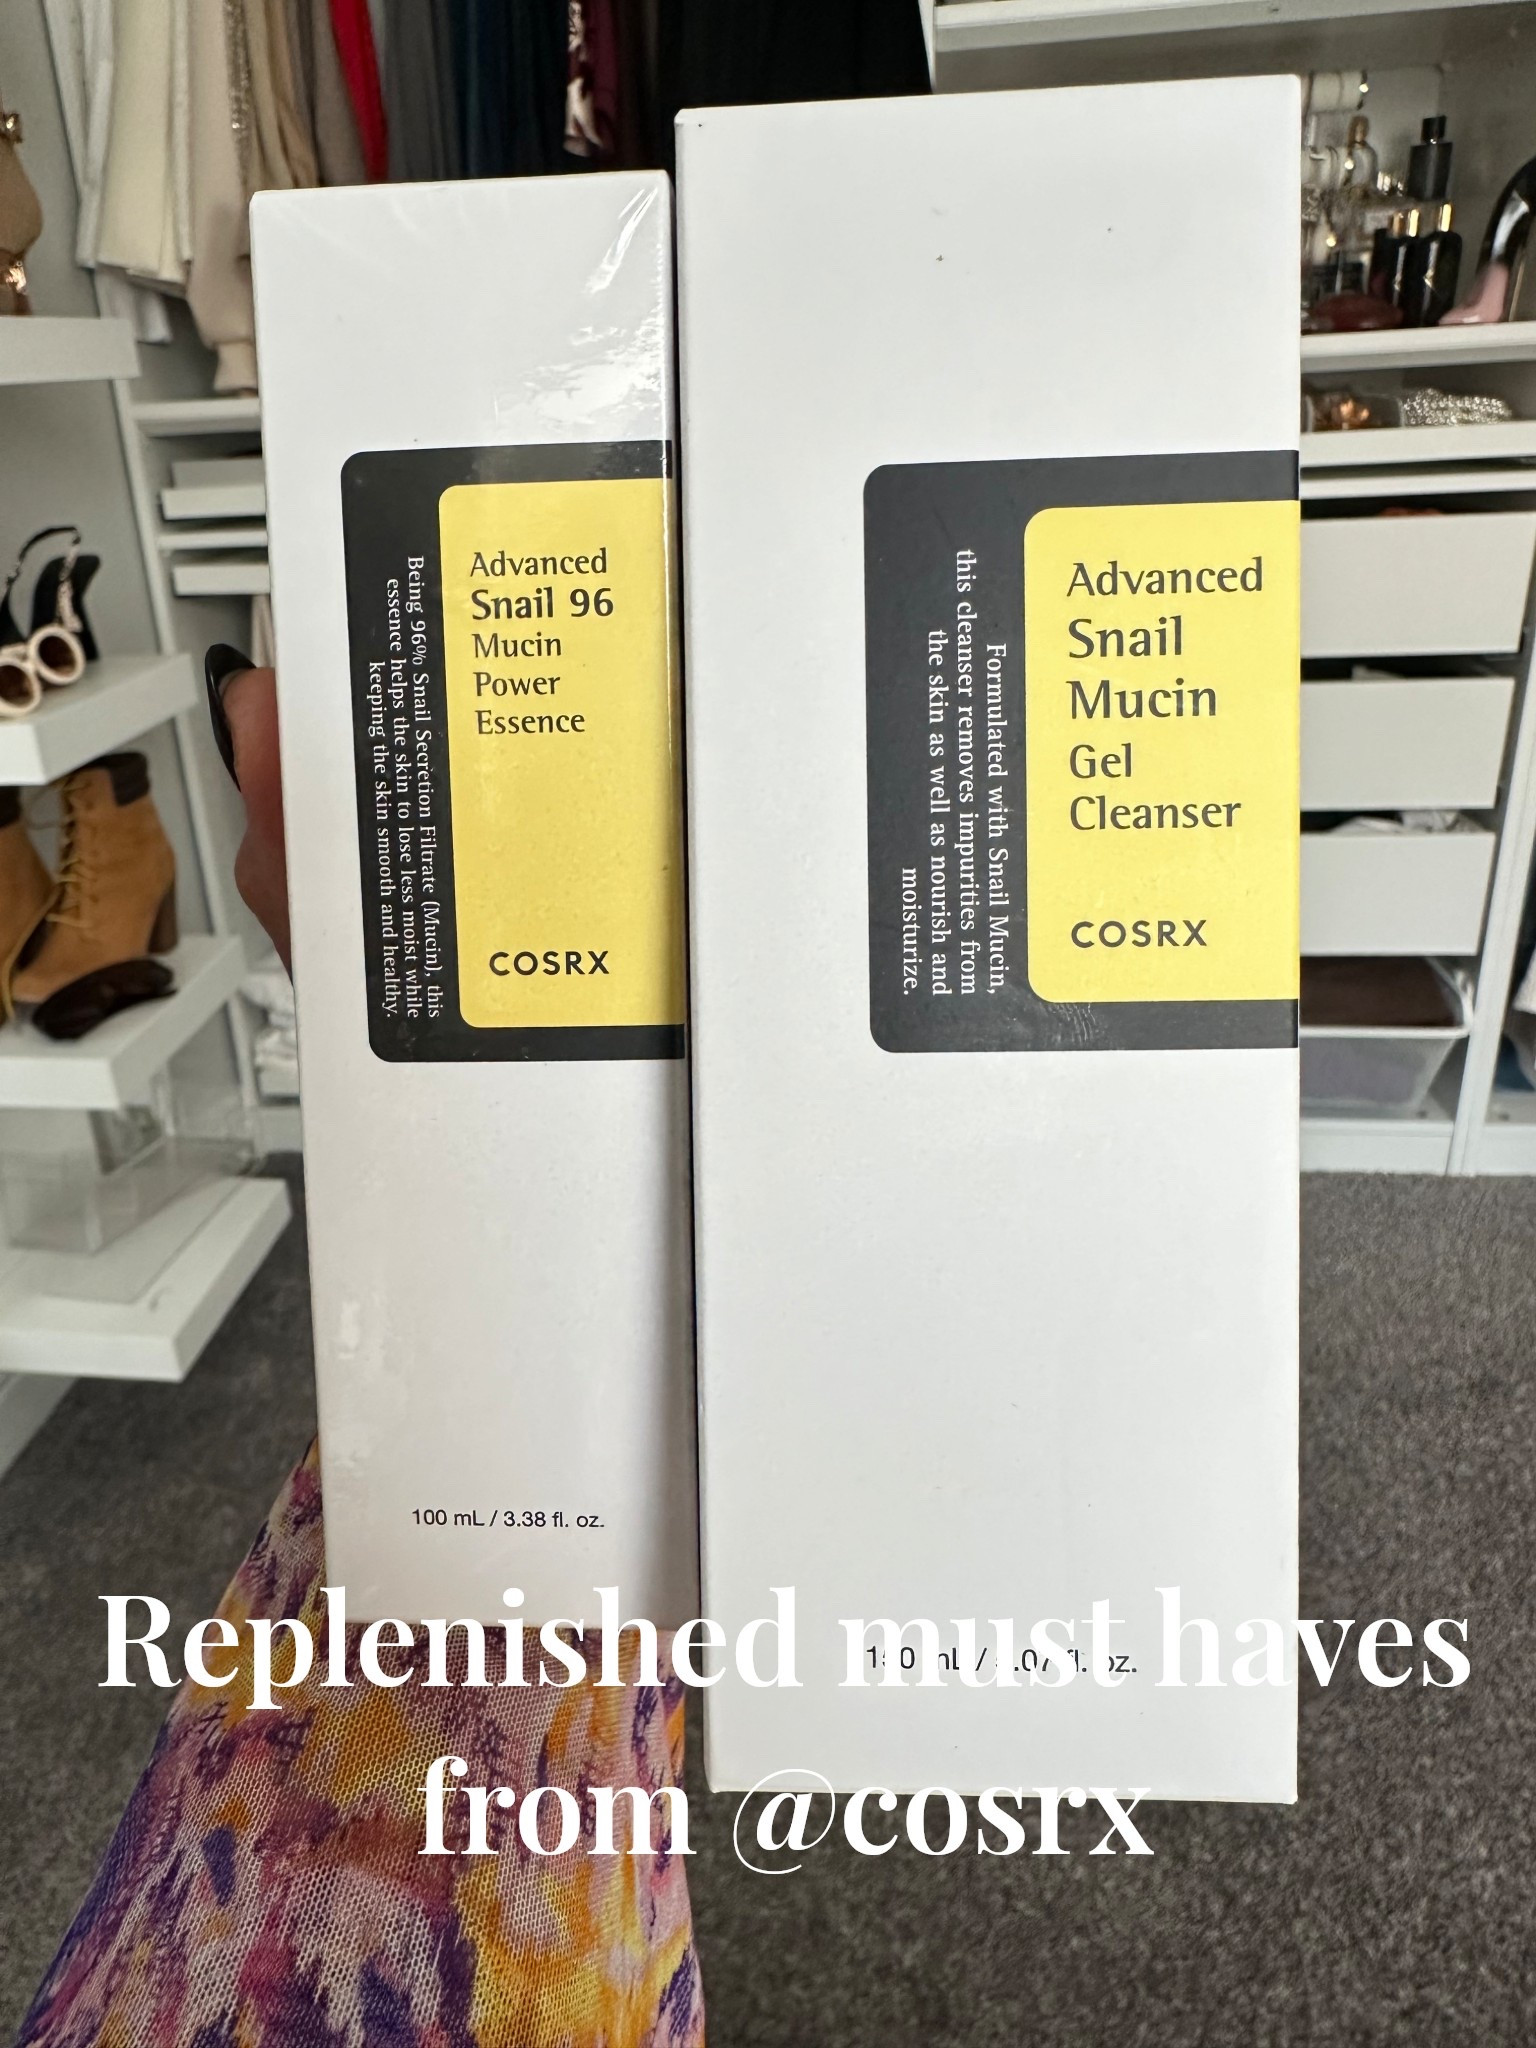 Advanced
Snail 96
Mucin
Power
Essence
COSRX
Being 96% Snail Secretion Filtrate (Mucin), this
essence helps the skin to lose less moist while
keeping the skin smooth and healthy.
100 mL / 3.38 fl. oz.
Advanced
Snail
Mucin
Gel
Cleanser
COSRX
Formulated with Snail Mucin,
this cleanser removes impurities from
the skin as well as nourish and
moisturize.
fl. oz.
Replenished must haves
from @cosrx